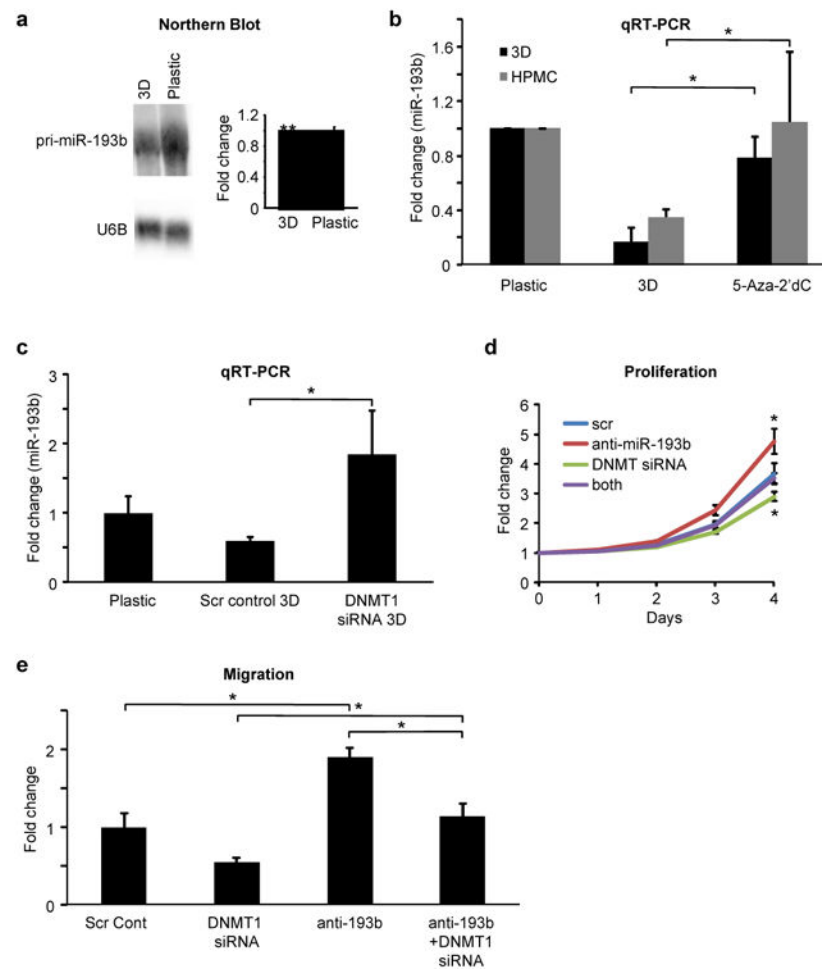 a
Northern Blot
3D
Plastic
pri-miR-193b
U6B
Fold change
1.2
0.8
0.4
0
**
3D Plastic
b
qRT-PCR
Fold change (miR-193b)
1.6
1.2
0.8
0.4
0
3D
HPMC
*
*
Plastic 3D 5-Aza-2'dC
c
qRT-PCR
Fold change (miR-193b)
3
2
1
0
*
Plastic Scr control 3D DNMT1
siRNA 3D
d
Proliferation
Fold change
6
5
4
3
2
1
0
scr
anti-miR-193b
DNMT siRNA
both
*
*
0 1 2 3 4
Days
e
Migration
Fold change
2
1
0
*
*
*
Scr Cont DNMT1 anti-193b anti-193b
siRNA +DNMT1
siRNA